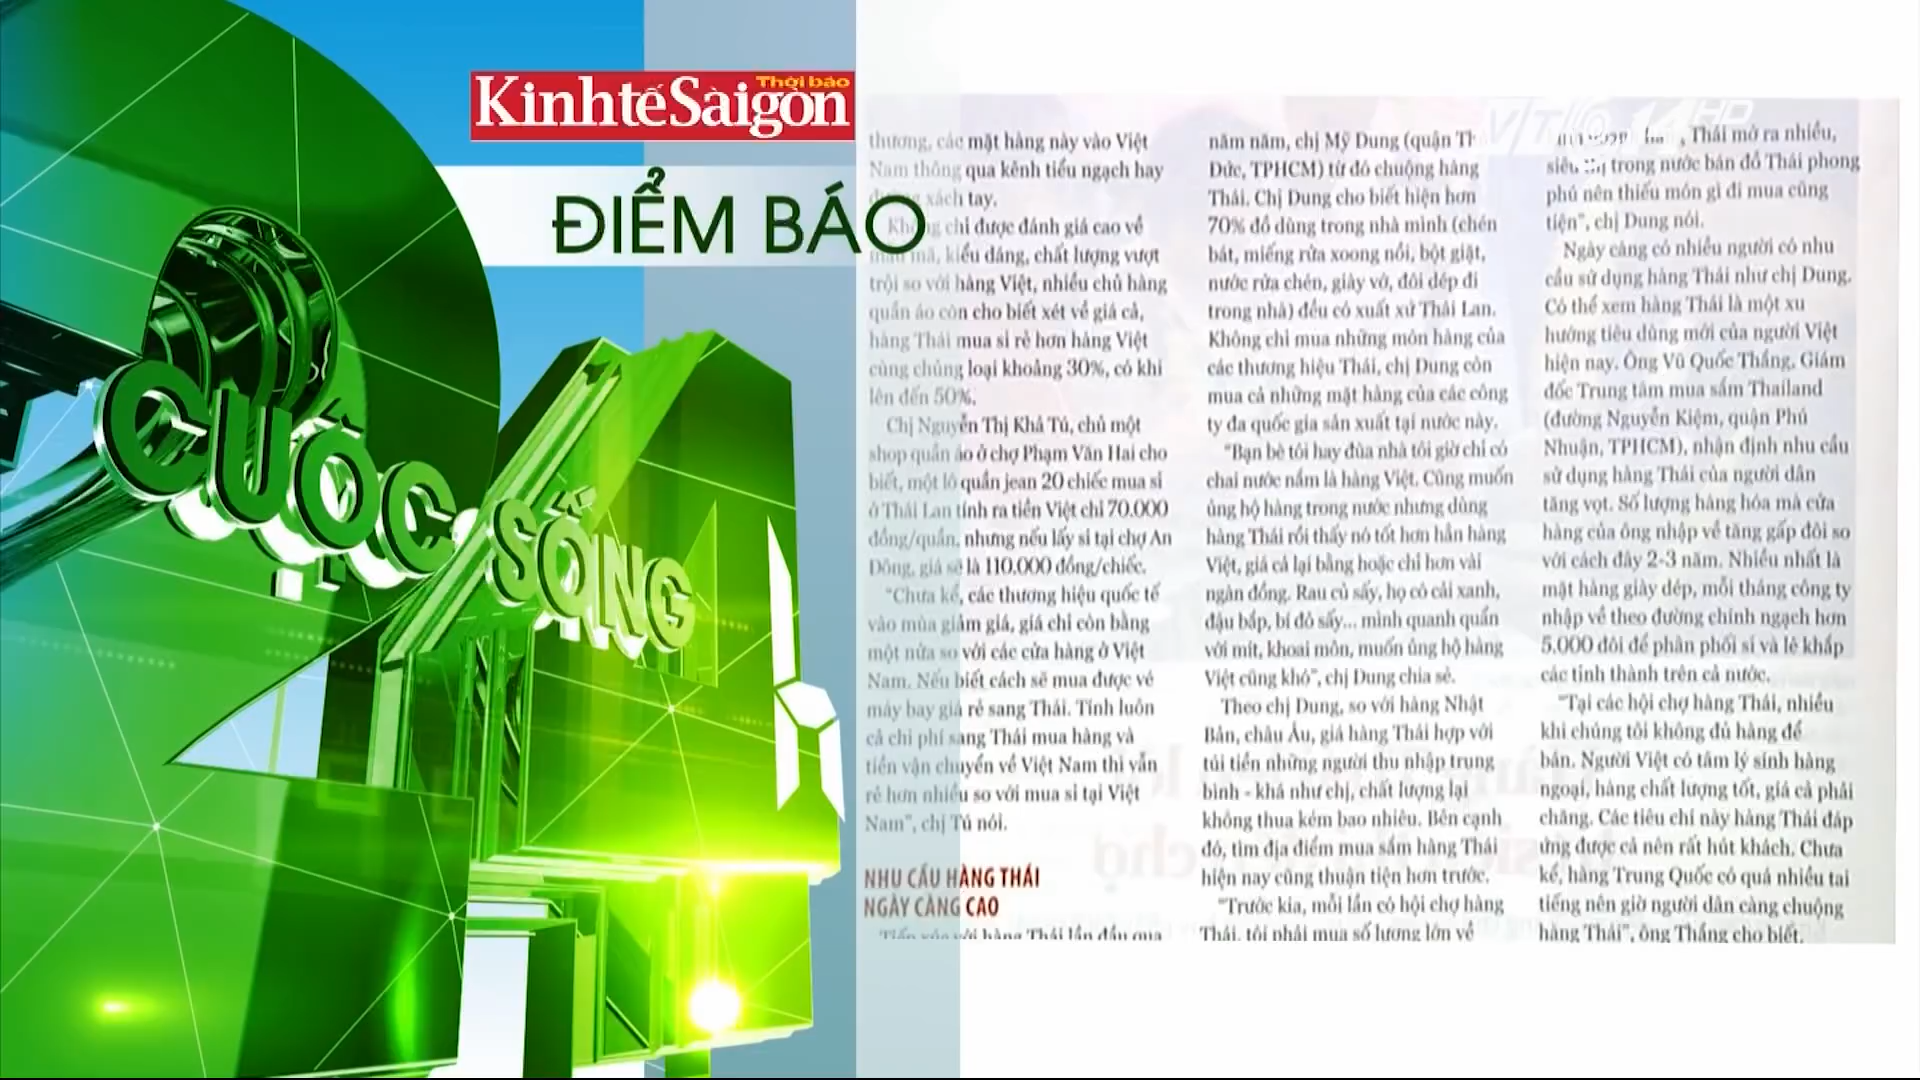 Thời báo
KinhtếSàigòn
ĐIỂM BÁO
24h
CUỘC SỐNG
VTC14 HD
thương, các mặt hàng này vào Việt
Nam thông qua kênh tiểu ngạch hay
xách tay.
Không chỉ được đánh giá cao về
mẫu mã, kiểu dáng, chất lượng vượt
trội so với hàng Việt, nhiều chủ hàng
quần áo còn cho biết xét về giá cả,
hàng Thái mua sỉ rẻ hơn hàng Việt
cùng chủng loại khoảng 30%, có khi
lên đến 50%.
Chị Nguyễn Thị Khả Tú, chủ một
shop quần áo ở chợ Phạm Văn Hai cho
biết, một lô quần jean 20 chiếc mua sỉ
ở Thái Lan tính ra tiền Việt chỉ 70.000
đồng/quần, nhưng nếu lấy sỉ tại chợ An
Đông, giá sẽ là 110.000 đồng/chiếc.
"Chưa kể, các thương hiệu quốc tế
vào mùa giảm giá, giá chỉ còn bằng
một nửa so với các cửa hàng ở Việt
Nam. Nếu biết cách sẽ mua được vé
máy bay giá rẻ sang Thái. Tính luôn
cả chi phí sang Thái mua hàng và
tiền vận chuyển về Việt Nam thì vẫn
rẻ hơn nhiều so với mua sỉ tại Việt
Nam", chị Tú nói.
NHU CẦU HÀNG THÁI
NGÀY CÀNG CAO
Tiếp xúc với hàng Thái lần đầu qua
năm năm, chị Mỹ Dung (quận Th
Đức, TPHCM) từ đó chuộng hàng
Thái. Chị Dung cho biết hiện hơn
70% đồ dùng trong nhà mình (chén
bát, miếng rửa xoong nồi, bột giặt,
nước rửa chén, giày vớ, đôi dép đi
trong nhà) đều có xuất xứ Thái Lan.
Không chỉ mua những món hàng của
các thương hiệu Thái, chị Dung còn
mua cả những mặt hàng của các công
ty đa quốc gia sản xuất tại nước này.
"Bạn bè tôi hay đùa nhà tôi giờ chỉ có
chai nước nắm là hàng Việt. Cũng muốn
ủng hộ hàng trong nước nhưng dùng
hàng Thái rồi thấy nó tốt hơn hẳn hàng
Việt, giá cả lại bằng hoặc chỉ hơn vài
ngàn đồng. Rau củ sấy, họ có cải xanh,
đậu bắp, bí đỏ sấy... mình quanh quẩn
với mít, khoai môn, muốn ủng hộ hàng
Việt cũng khó", chị Dung chia sẻ.
Theo chị Dung, so với hàng Nhật
Bản, châu Âu, giá hàng Thái hợp với
túi tiền những người thu nhập trung
bình - khá như chị, chất lượng lại
không thua kém bao nhiêu. Bên cạnh
đó, tìm địa điểm mua sắm hàng Thái
hiện nay cũng thuận tiện hơn trước.
"Trước kia, mỗi lần có hội chợ hàng
Thái, tôi phải mua số lượng lớn về
, Thái mở ra nhiều,
siêu thị trong nước bán đồ Thái phong
phú nên thiếu món gì đi mua cũng
tiện", chị Dung nói.
Ngày càng có nhiều người có nhu
cầu sử dụng hàng Thái như chị Dung.
Có thể xem hàng Thái là một xu
hướng tiêu dùng mới của người Việt
hiện nay. Ông Vũ Quốc Thắng, Giám
đốc Trung tâm mua sắm Thailand
(đường Nguyễn Kiệm, quận Phú
Nhuận, TPHCM), nhận định nhu cầu
sử dụng hàng Thái của người dân
tăng vọt. Số lượng hàng hóa mà cửa
hàng của ông nhập về tăng gấp đôi so
với cách đây 2-3 năm. Nhiều nhất là
mặt hàng giày dép, mỗi tháng công ty
nhập về theo đường chính ngạch hơn
5.000 đôi để phân phối sỉ và lẻ khắp
các tỉnh thành trên cả nước.
"Tại các hội chợ hàng Thái, nhiều
khi chúng tôi không đủ hàng để
bán. Người Việt có tâm lý sính hàng
ngoại, hàng chất lượng tốt, giá cả phải
chăng. Các tiêu chí này hàng Thái đáp
ứng được cả nên rất hút khách. Chưa
kể, hàng Trung Quốc có quá nhiều tai
tiếng nên giờ người dân càng chuộng
hàng Thái", ông Thắng cho biết.